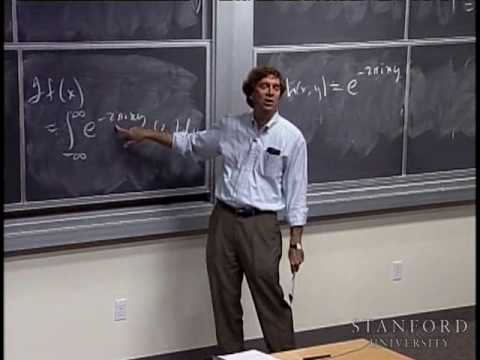 ℱf(x)
= ∫_{-∞}^{∞} e^{-2πixy}
h(x,y) = e^{-2πixy}
STANFORD
UNIVERSITY